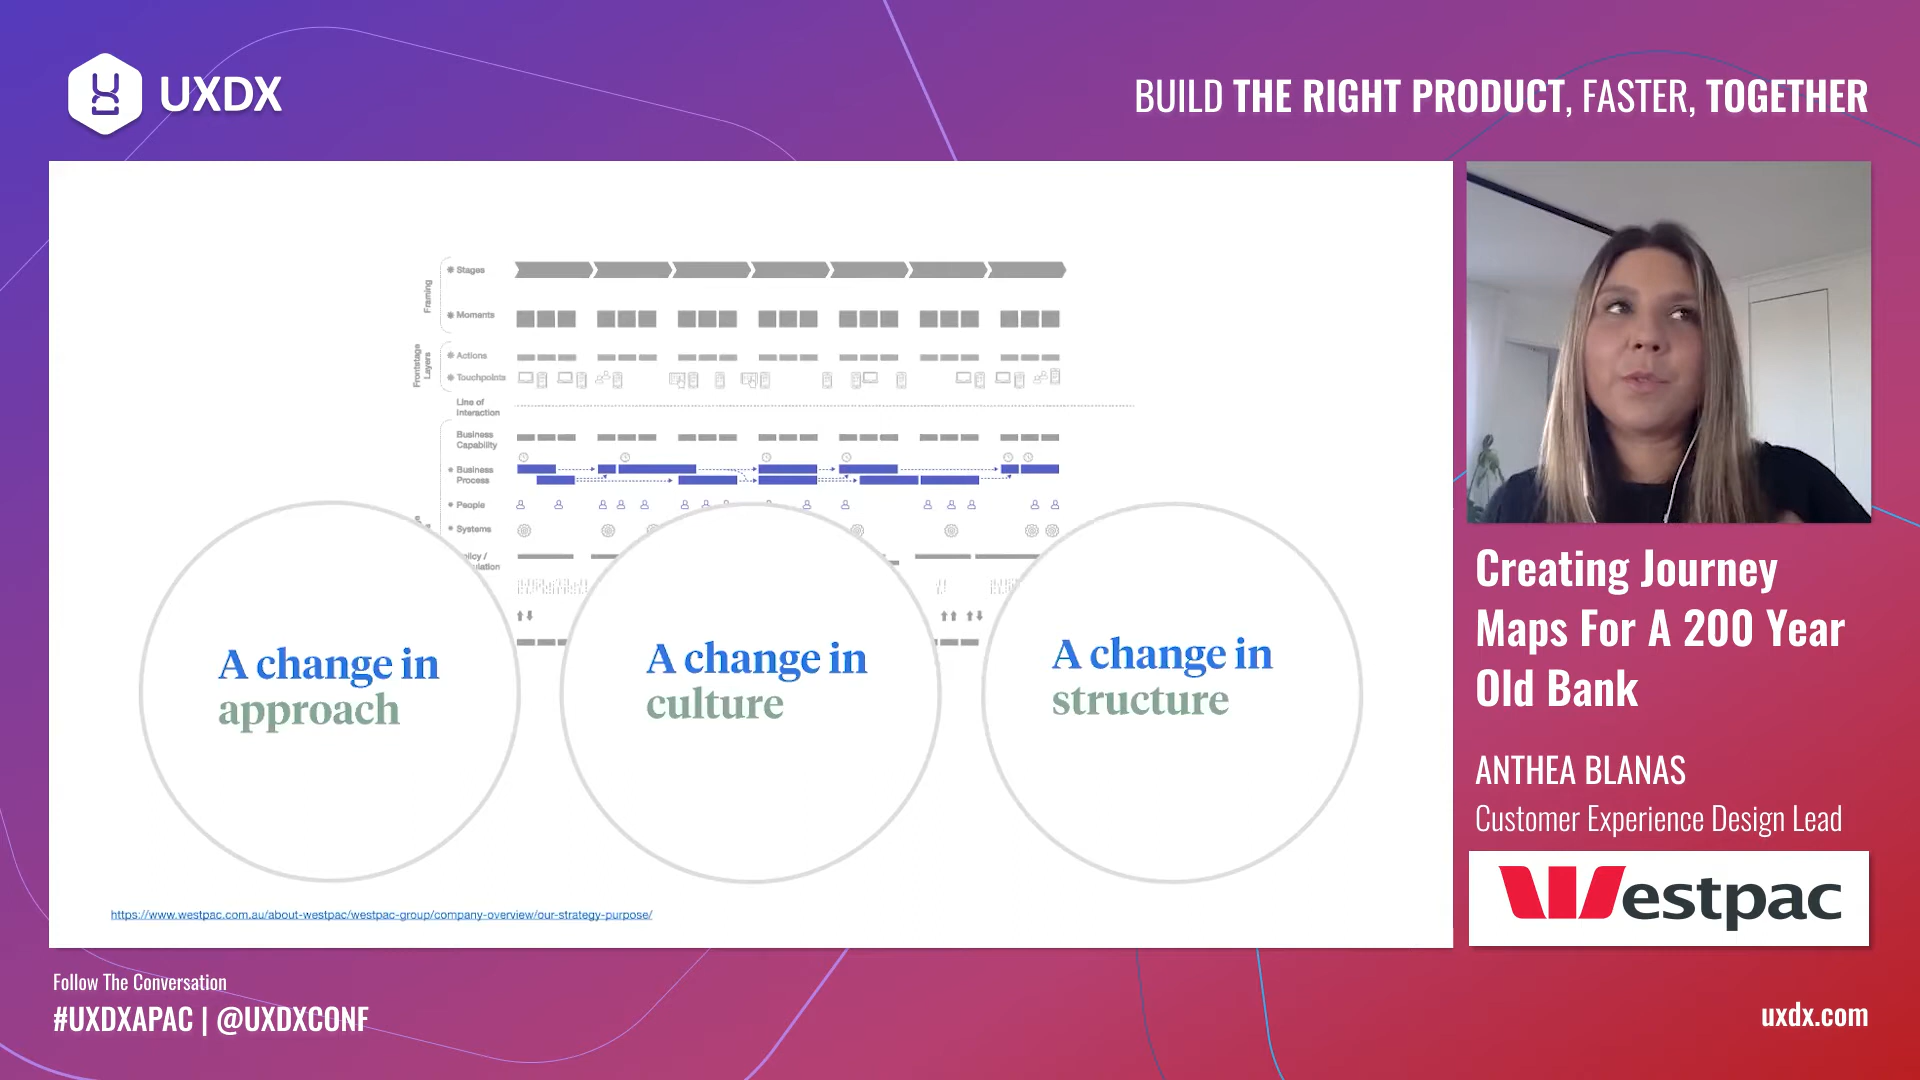 UXDX
BUILD THE RIGHT PRODUCT, FASTER, TOGETHER
Framing
Stages
Moments
Frontstage
Layers
Actions
Touchpoints
Line of
Interaction
Business
Capability
Business
Process
People
Systems
A change in
approach
A change in
culture
A change in
structure
https://www.westpac.com.au/about-westpac/westpac-group/company-overview/our-strategy-purpose/
Creating Journey
Maps For A 200 Year
Old Bank
ANTHEA BLANAS
Customer Experience Design Lead
Westpac
Follow The Conversation
#UXDXAPAC | @UXDXCONF
uxdx.com